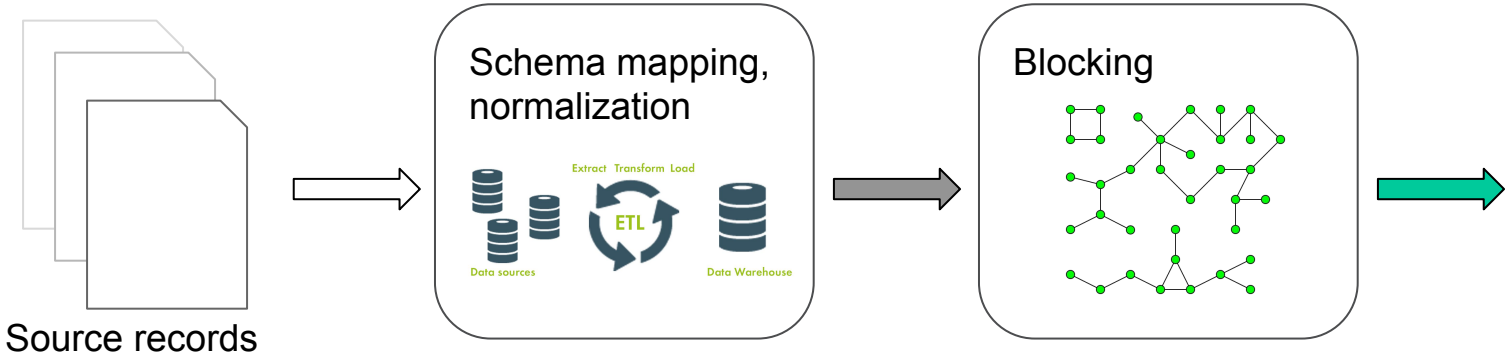 Source records
Schema mapping,
normalization
Extract Transform Load
ETL
Data sources
Data Warehouse
Blocking